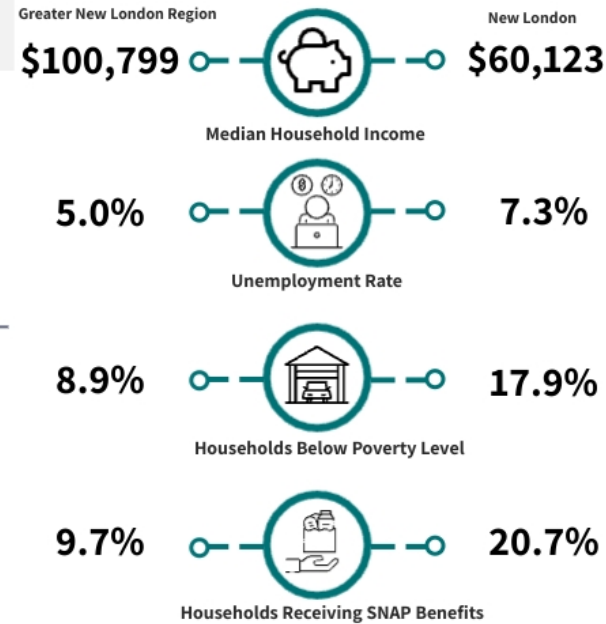 Greater New London Region
New London
$100,799
$60,123
Median Household Income
5.0%
7.3%
Unemployment Rate
8.9%
17.9%
Households Below Poverty Level
9.7%
20.7%
Households Receiving SNAP Benefits